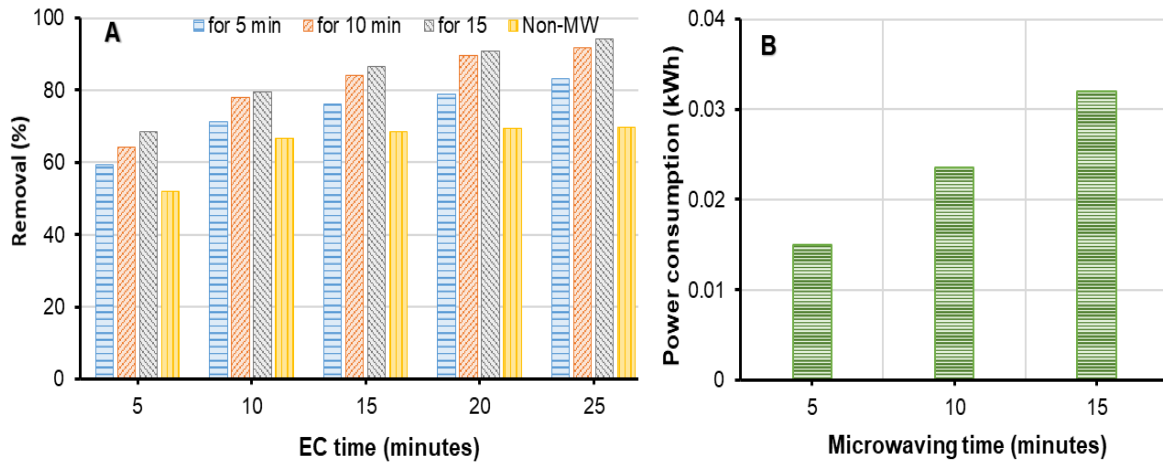 A
for 5 min for 10 min for 15 Non-MW
100
80
60
40
20
0
Removal (%)
5 10 15 20 25
EC time (minutes)
B
0.04
0.03
0.02
0.01
0
Power consumption (kWh)
5 10 15
Microwaving time (minutes)